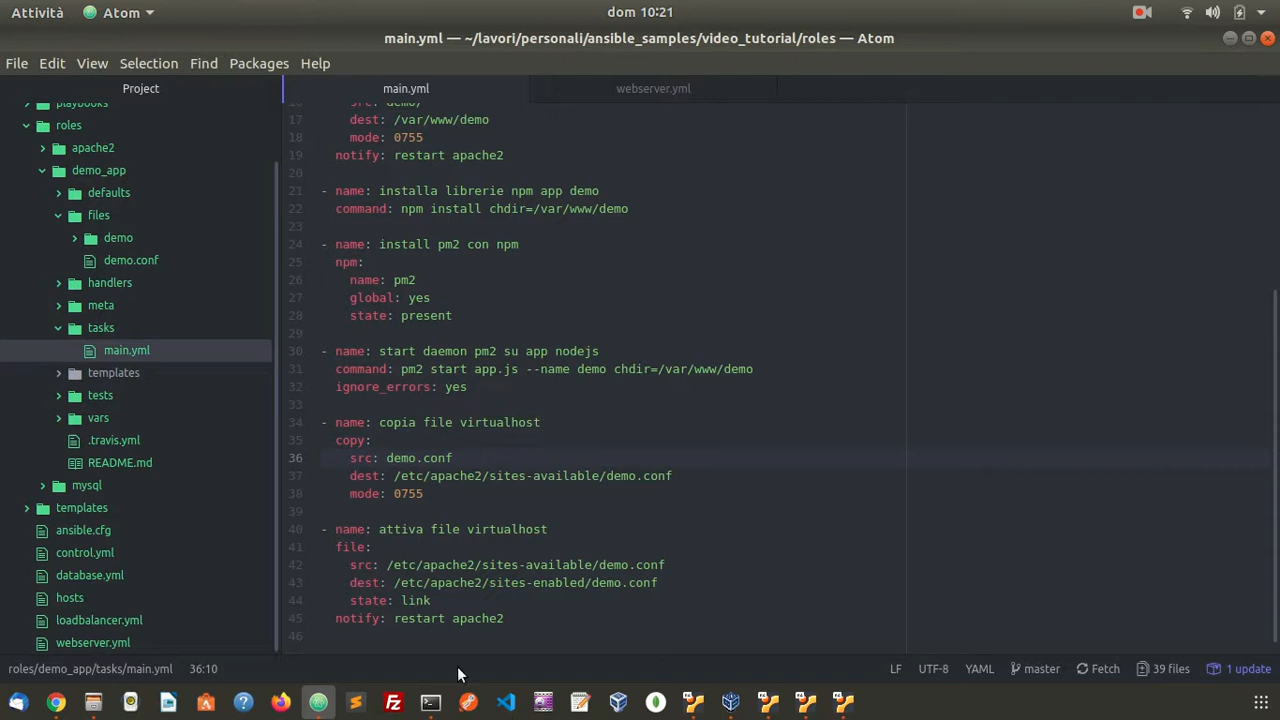 Attività Atom dom 10:21
main.yml — ~/lavori/personali/ansible_samples/video_tutorial/roles — Atom
File Edit View Selection Find Packages Help
Project main.yml webserver.yml
playbooks
roles
apache2
demo_app
defaults
files
demo
demo.conf
handlers
meta
tasks
main.yml
templates
tests
vars
.travis.yml
README.md
mysql
templates
ansible.cfg
control.yml
database.yml
hosts
loadbalancer.yml
webserver.yml
16 src: demo/
17 dest: /var/www/demo
18 mode: 0755
19 notify: restart apache2
20
21 - name: installa librerie npm app demo
22 command: npm install chdir=/var/www/demo
23
24 - name: install pm2 con npm
25 npm:
26 name: pm2
27 global: yes
28 state: present
29
30 - name: start daemon pm2 su app nodejs
31 command: pm2 start app.js --name demo chdir=/var/www/demo
32 ignore_errors: yes
33
34 - name: copia file virtualhost
35 copy:
36 src: demo.conf
37 dest: /etc/apache2/sites-available/demo.conf
38 mode: 0755
39
40 - name: attiva file virtualhost
41 file:
42 src: /etc/apache2/sites-available/demo.conf
43 dest: /etc/apache2/sites-enabled/demo.conf
44 state: link
45 notify: restart apache2
46
roles/demo_app/tasks/main.yml 36:10 LF UTF-8 YAML master Fetch 39 files 1 update